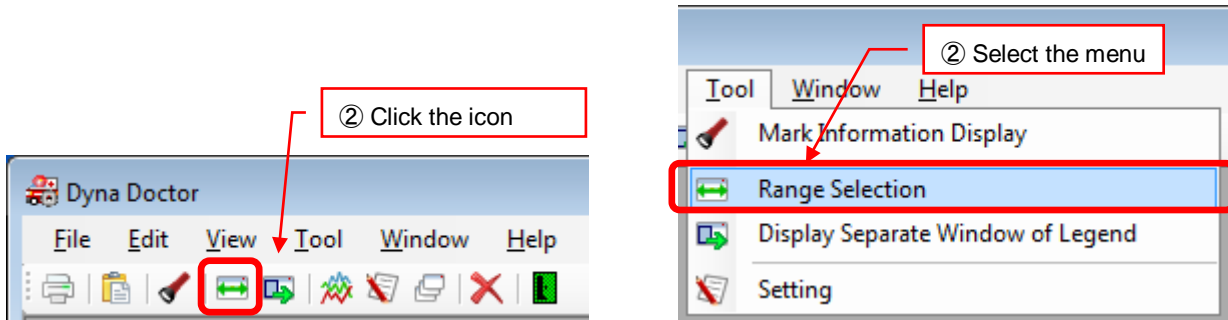 ② Click the icon
Dyna Doctor
File Edit View Tool Window Help
② Select the menu
Tool Window Help
Mark Information Display
Range Selection
Display Separate Window of Legend
Setting